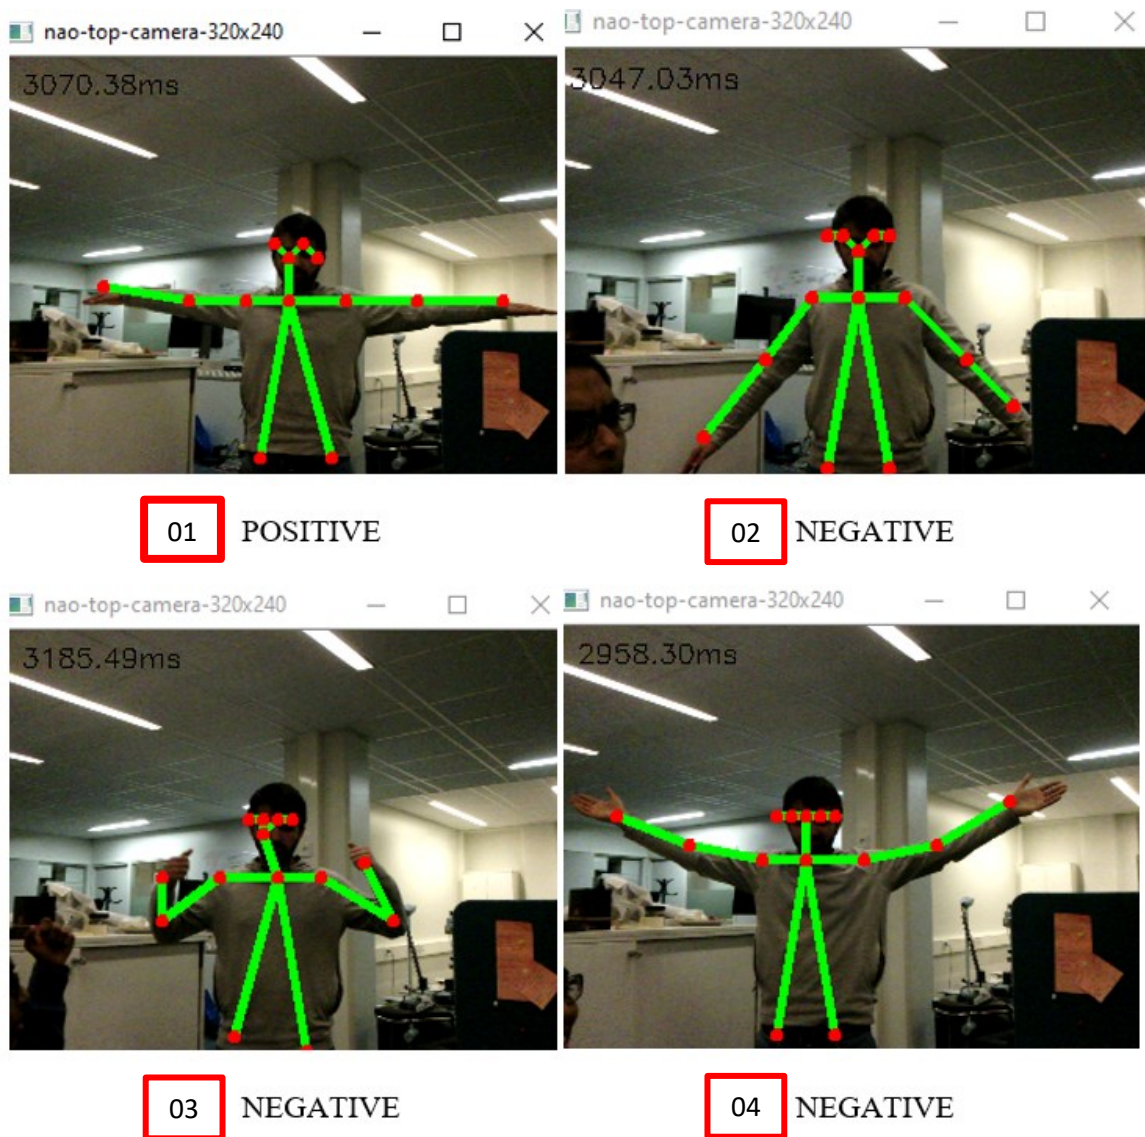 nao-top-camera-320x240
3070.38ms
01 POSITIVE
nao-top-camera-320x240
3047.03ms
02 NEGATIVE
nao-top-camera-320x240
3185.49ms
03 NEGATIVE
nao-top-camera-320x240
2958.30ms
04 NEGATIVE